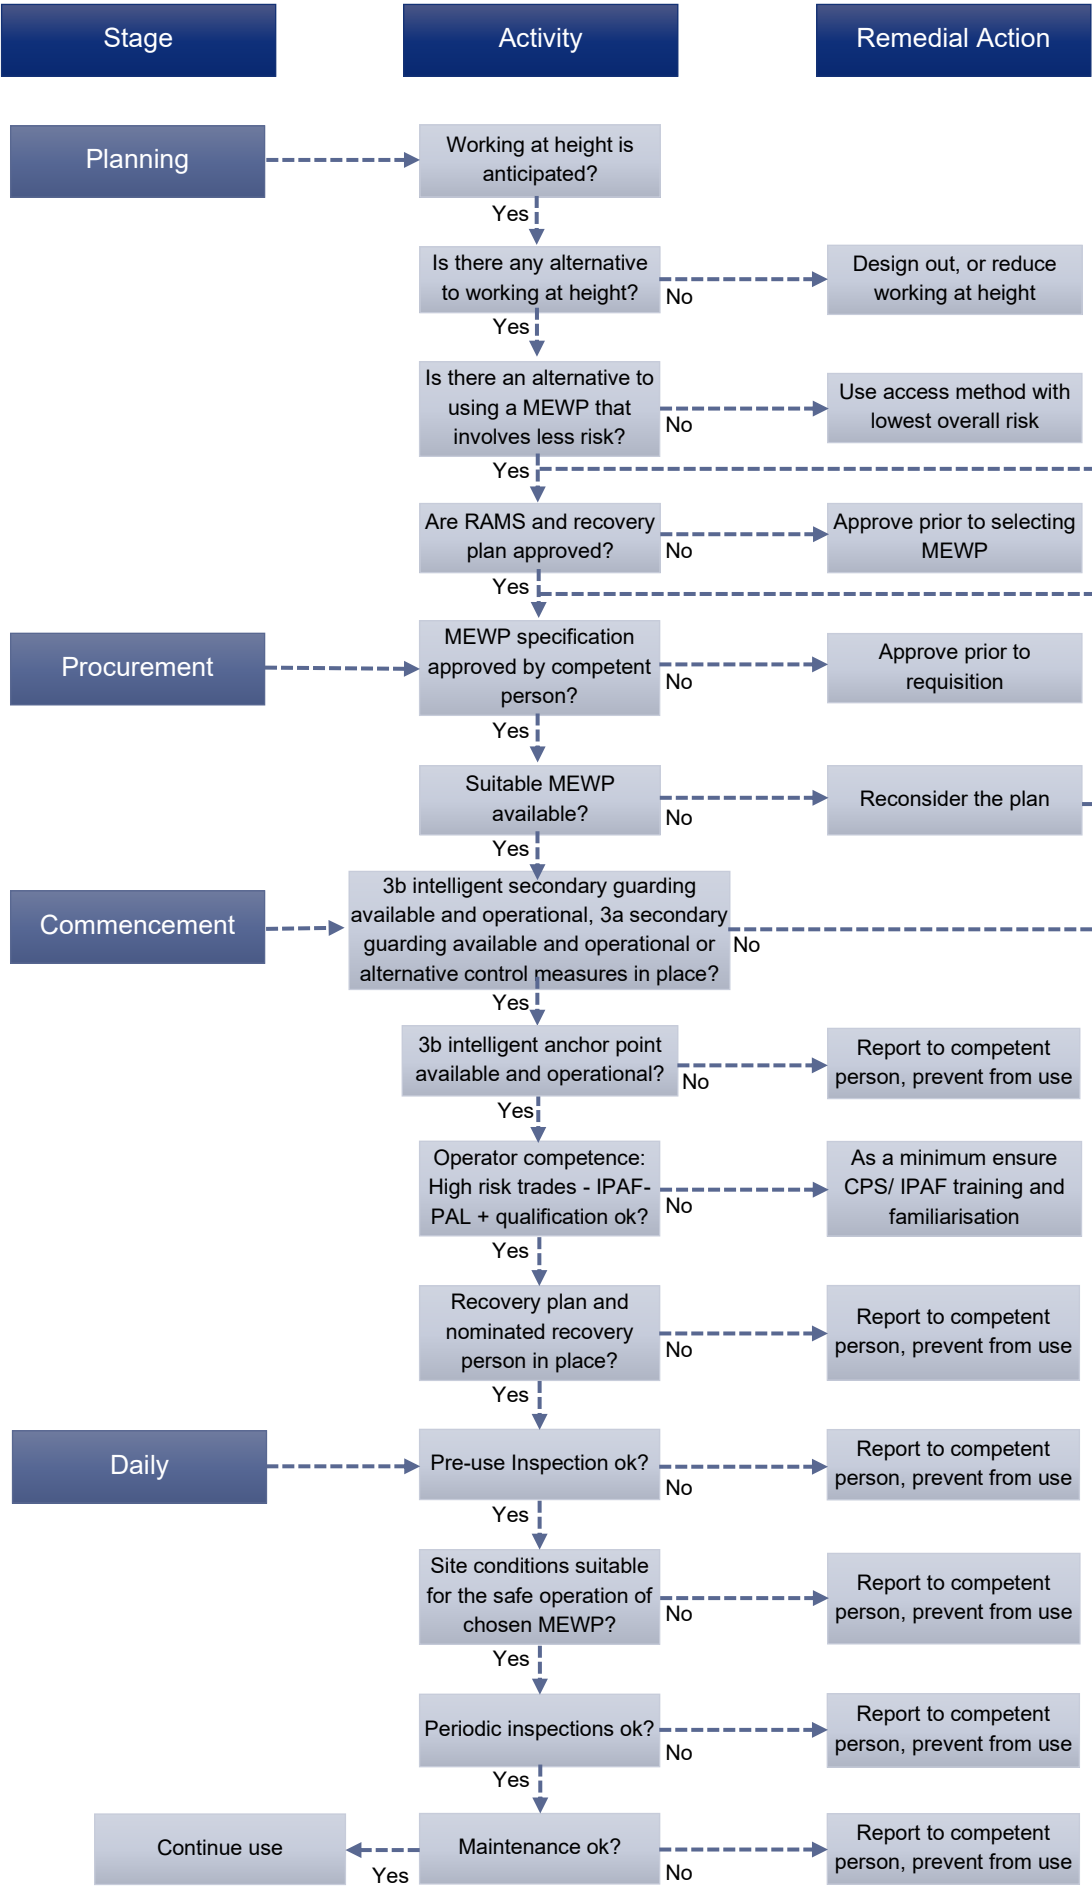 Stage
Activity
Remedial Action
Planning
Working at height is
anticipated?
Yes
Is there any alternative
to working at height?
No
Design out, or reduce
working at height
Yes
Is there an alternative to
using a MEWP that
involves less risk?
No
Use access method with
lowest overall risk
Yes
Are RAMS and recovery
plan approved?
No
Approve prior to selecting
MEWP
Yes
Procurement
MEWP specification
approved by competent
person?
No
Approve prior to
requisition
Yes
Suitable MEWP
available?
No
Reconsider the plan
Yes
Commencement
3b intelligent secondary guarding
available and operational, 3a secondary
guarding available and operational or
alternative control measures in place?
No
Yes
3b intelligent anchor point
available and operational?
No
Report to competent
person, prevent from use
Yes
Operator competence:
High risk trades - IPAF-
PAL + qualification ok?
No
As a minimum ensure
CPS/ IPAF training and
familiarisation
Yes
Recovery plan and
nominated recovery
person in place?
No
Report to competent
person, prevent from use
Yes
Daily
Pre-use Inspection ok?
No
Report to competent
person, prevent from use
Yes
Site conditions suitable
for the safe operation of
chosen MEWP?
No
Report to competent
person, prevent from use
Yes
Periodic inspections ok?
No
Report to competent
person, prevent from use
Yes
Continue use
Yes
Maintenance ok?
No
Report to competent
person, prevent from use